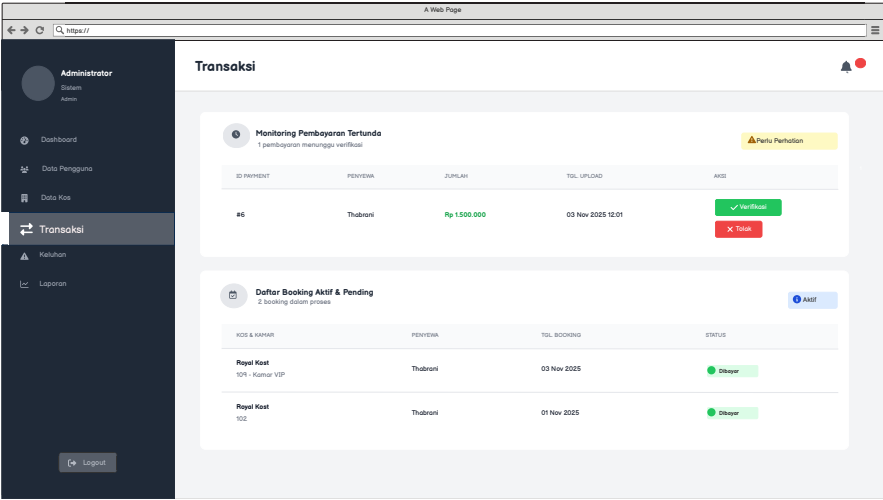 A Web Page
https://
Administrator
Sistem
Admin
Dashboard
Data Pengguna
Data Kos
Transaksi
Keluhan
Laporan
Logout
Transaksi
Monitoring Pembayaran Tertunda
1 pembayaran menunggu verifikasi
Perlu Perhatian
ID PAYMENT PENYEWA JUMLAH TGL. UPLOAD AKSI
#6 Thabrani Rp 1.500.000 03 Nov 2025 12:01 Verifikasi
Tolak
Daftar Booking Aktif & Pending
2 booking dalam proses
Aktif
KOS & KAMAR PENYEWA TGL. BOOKING STATUS
Royal Kost
109 - Kamar VIP Thabrani 03 Nov 2025 Dibayar
Royal Kost
102 Thabrani 01 Nov 2025 Dibayar